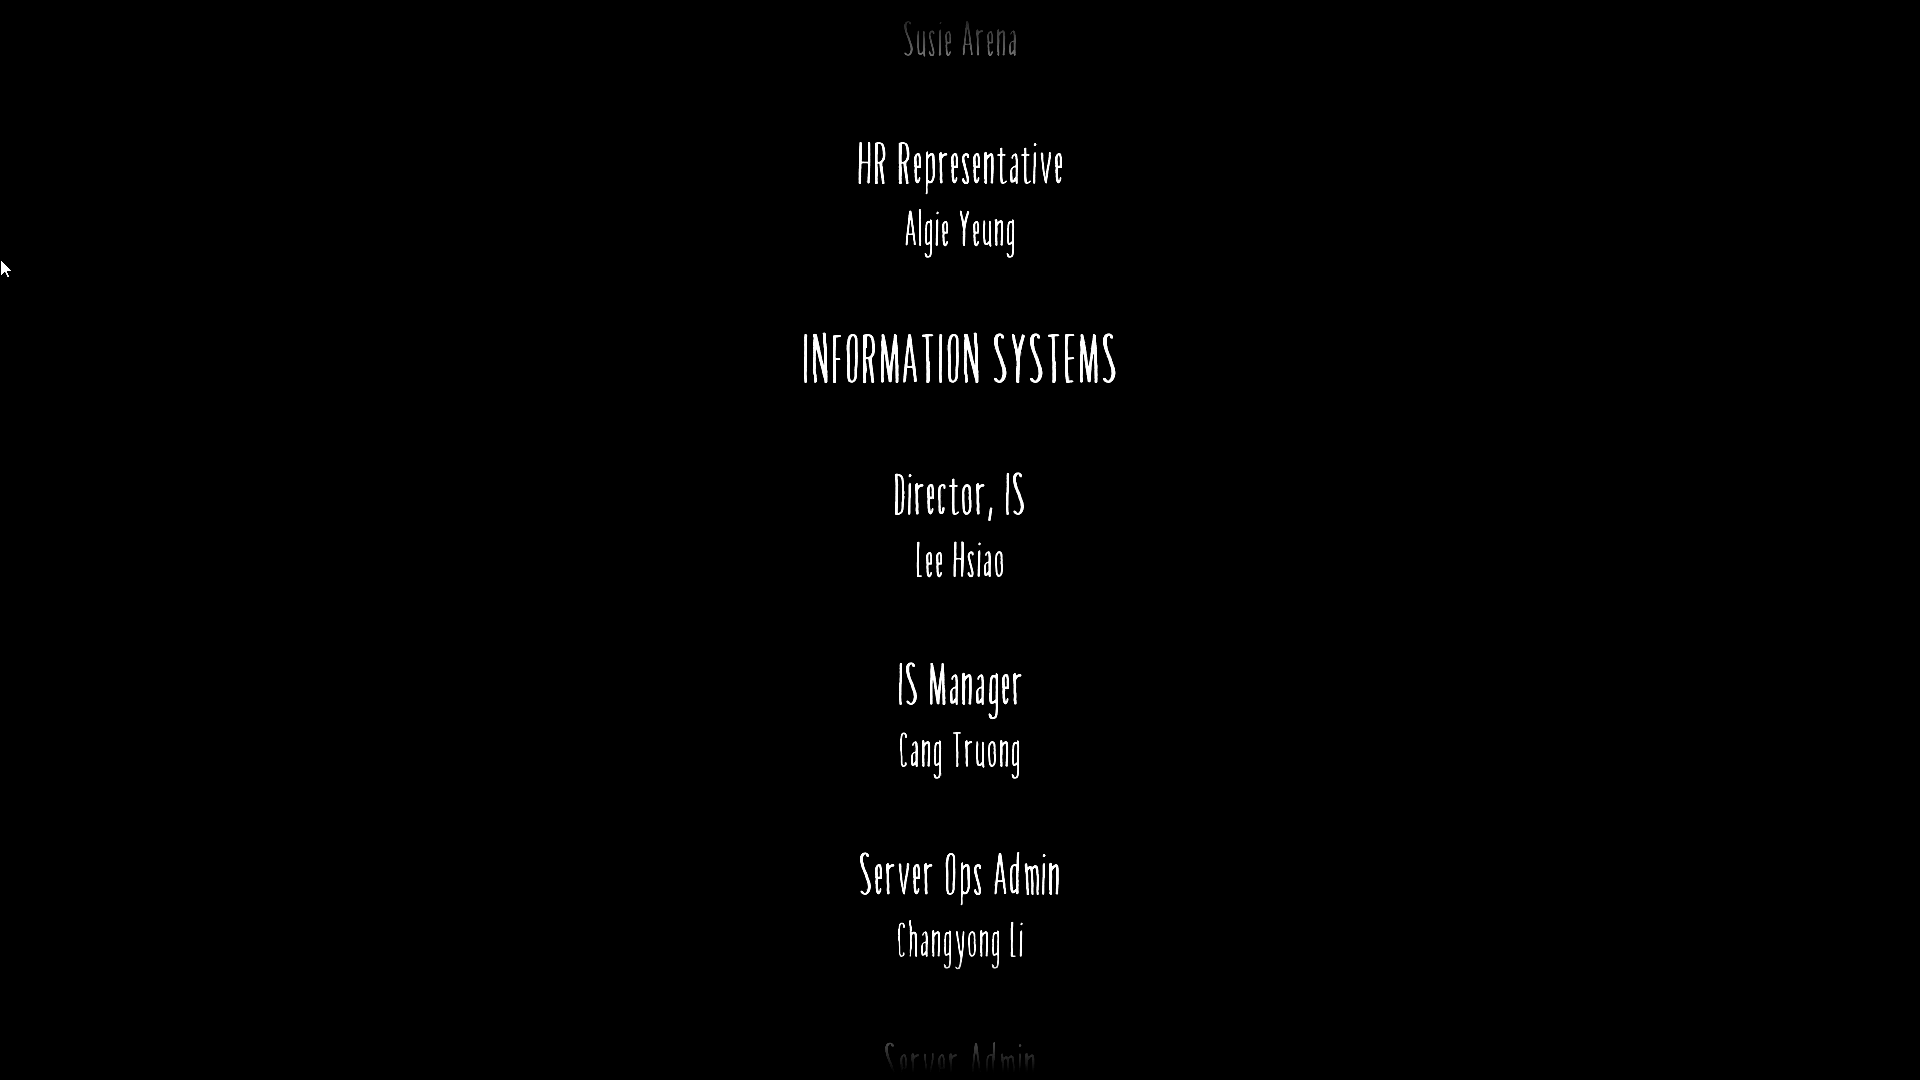 Susie Arena
HR Representative
Algie Yeung
INFORMATION SYSTEMS
Director, IS
Lee Hsiao
IS Manager
Cang Truong
Server Ops Admin
Changyong Li
Server Admin